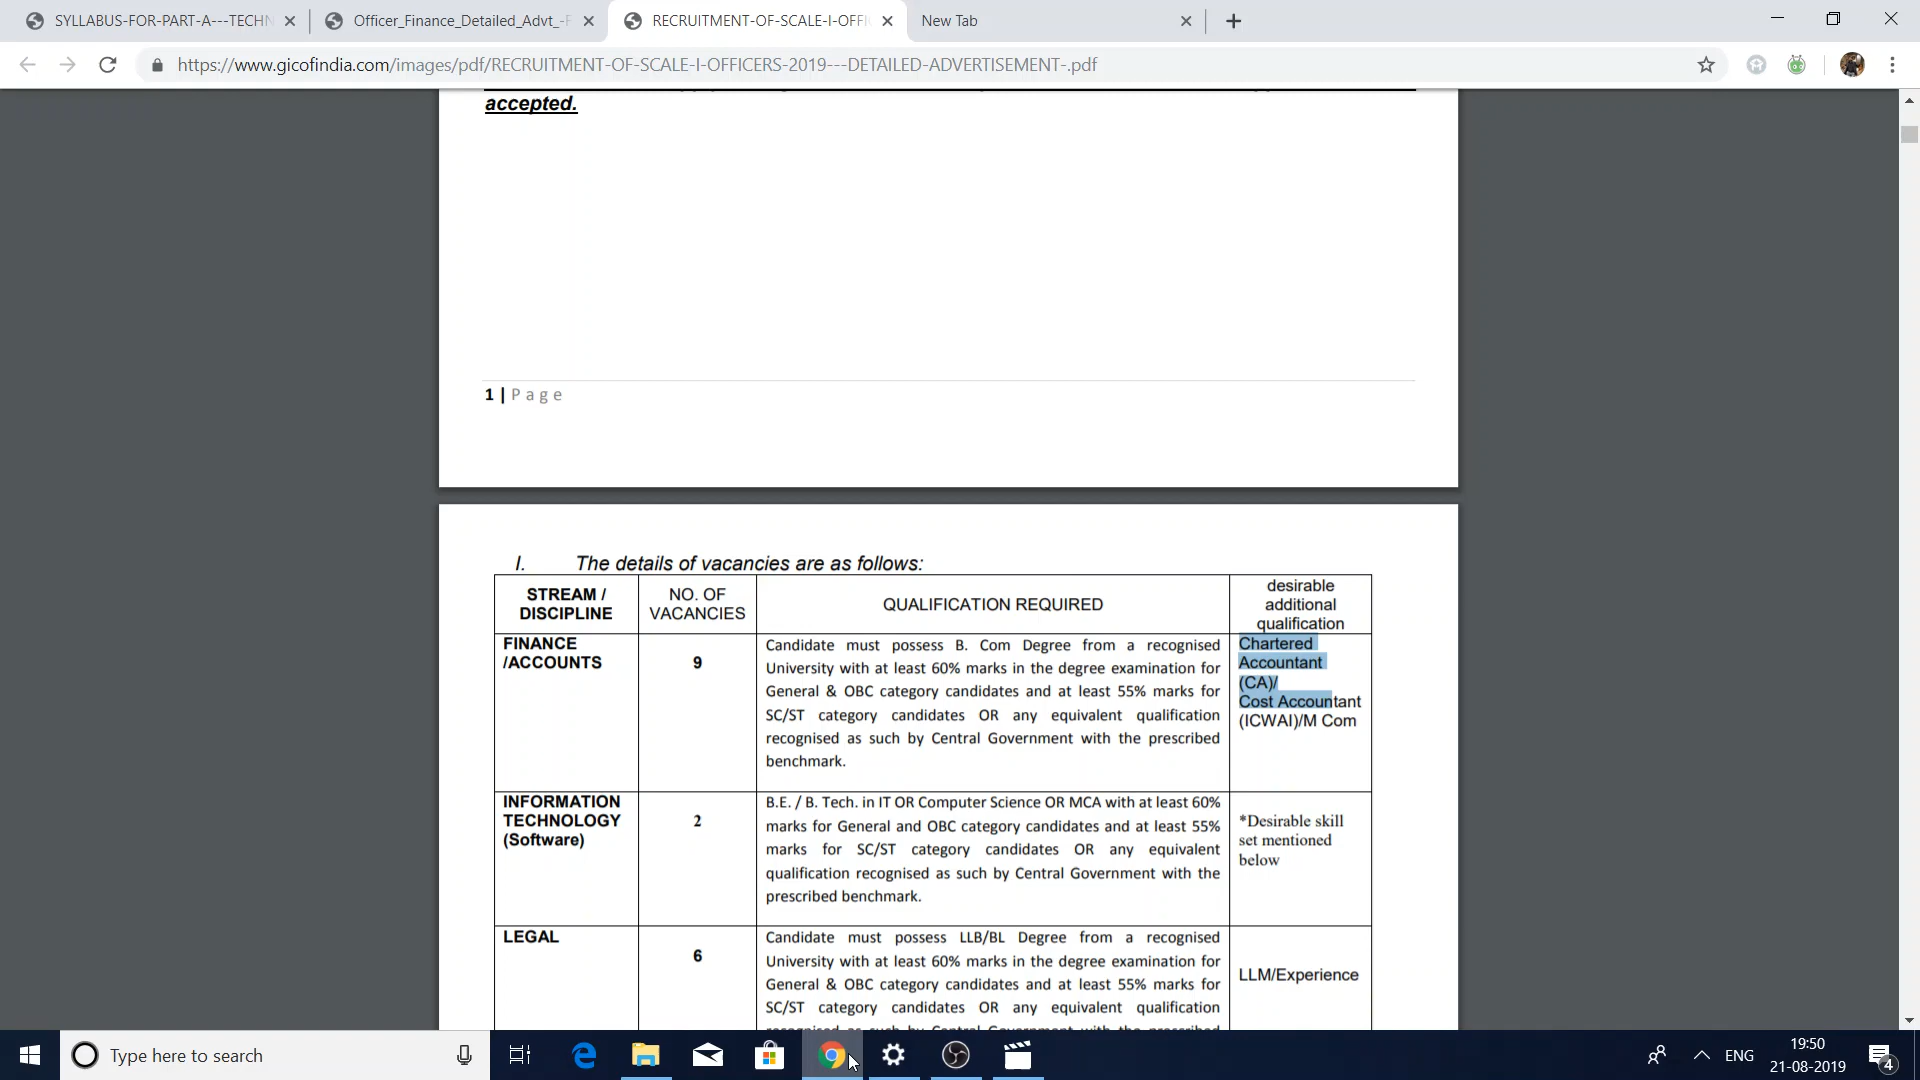 SYLLABUS-FOR-PART-A---TECHN
Officer_Finance_Detailed_Advt_-F
RECRUITMENT-OF-SCALE-I-OFFI
New Tab
https://www.gicofindia.com/images/pdf/RECRUITMENT-OF-SCALE-I-OFFICERS-2019---DETAILED-ADVERTISEMENT-.pdf
accepted.
1 | Page
I. The details of vacancies are as follows:
STREAM /
DISCIPLINE
NO. OF
VACANCIES
QUALIFICATION REQUIRED
desirable
additional
qualification
FINANCE
/ACCOUNTS
9
Candidate must possess B. Com Degree from a recognised
University with at least 60% marks in the degree examination for
General & OBC category candidates and at least 55% marks for
SC/ST category candidates OR any equivalent qualification
recognised as such by Central Government with the prescribed
benchmark.
Chartered
Accountant
(CA)/
Cost Accountant
(ICWAI)/M Com
INFORMATION
TECHNOLOGY
(Software)
2
B.E. / B. Tech. in IT OR Computer Science OR MCA with at least 60%
marks for General and OBC category candidates and at least 55%
marks for SC/ST category candidates OR any equivalent
qualification recognised as such by Central Government with the
prescribed benchmark.
*Desirable skill
set mentioned
below
LEGAL
6
Candidate must possess LLB/BL Degree from a recognised
University with at least 60% marks in the degree examination for
General & OBC category candidates and at least 55% marks for
SC/ST category candidates OR any equivalent qualification
LLM/Experience
Type here to search
ENG
19:50
21-08-2019
4